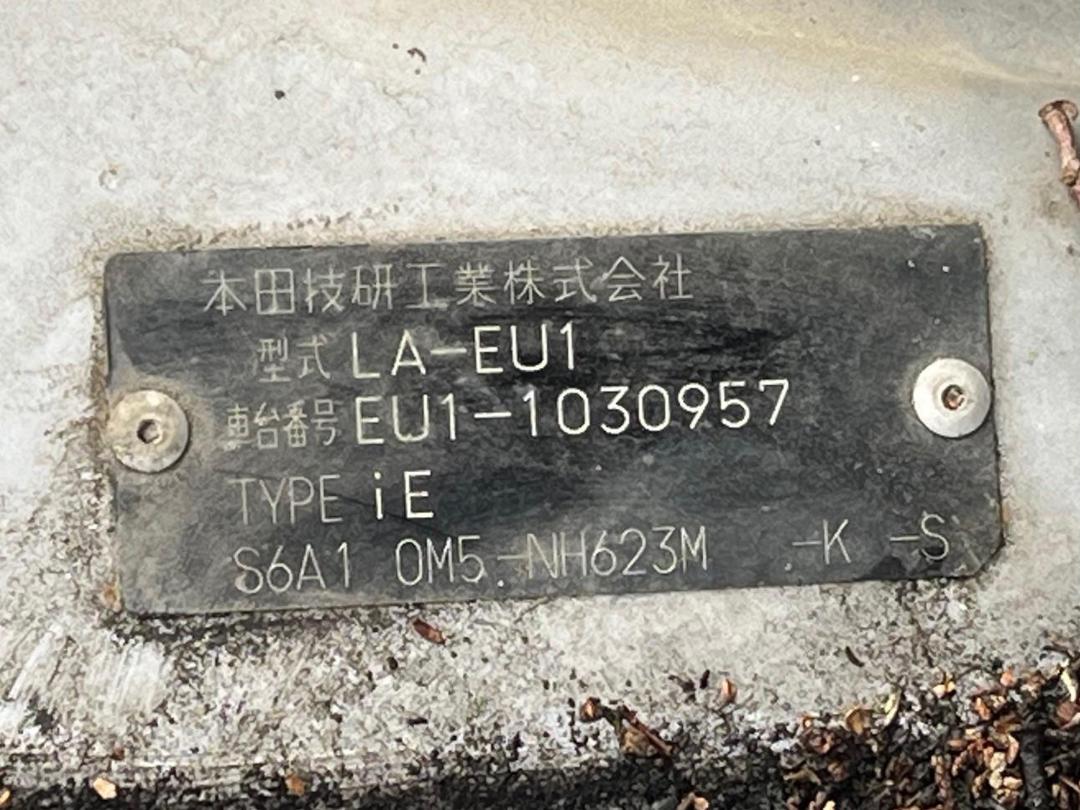 本田技研工業株式会社
型式 LA-EU1
車台番号 EU1-1030957
TYPE iE
S6A1 0M5-NH623M -K -S